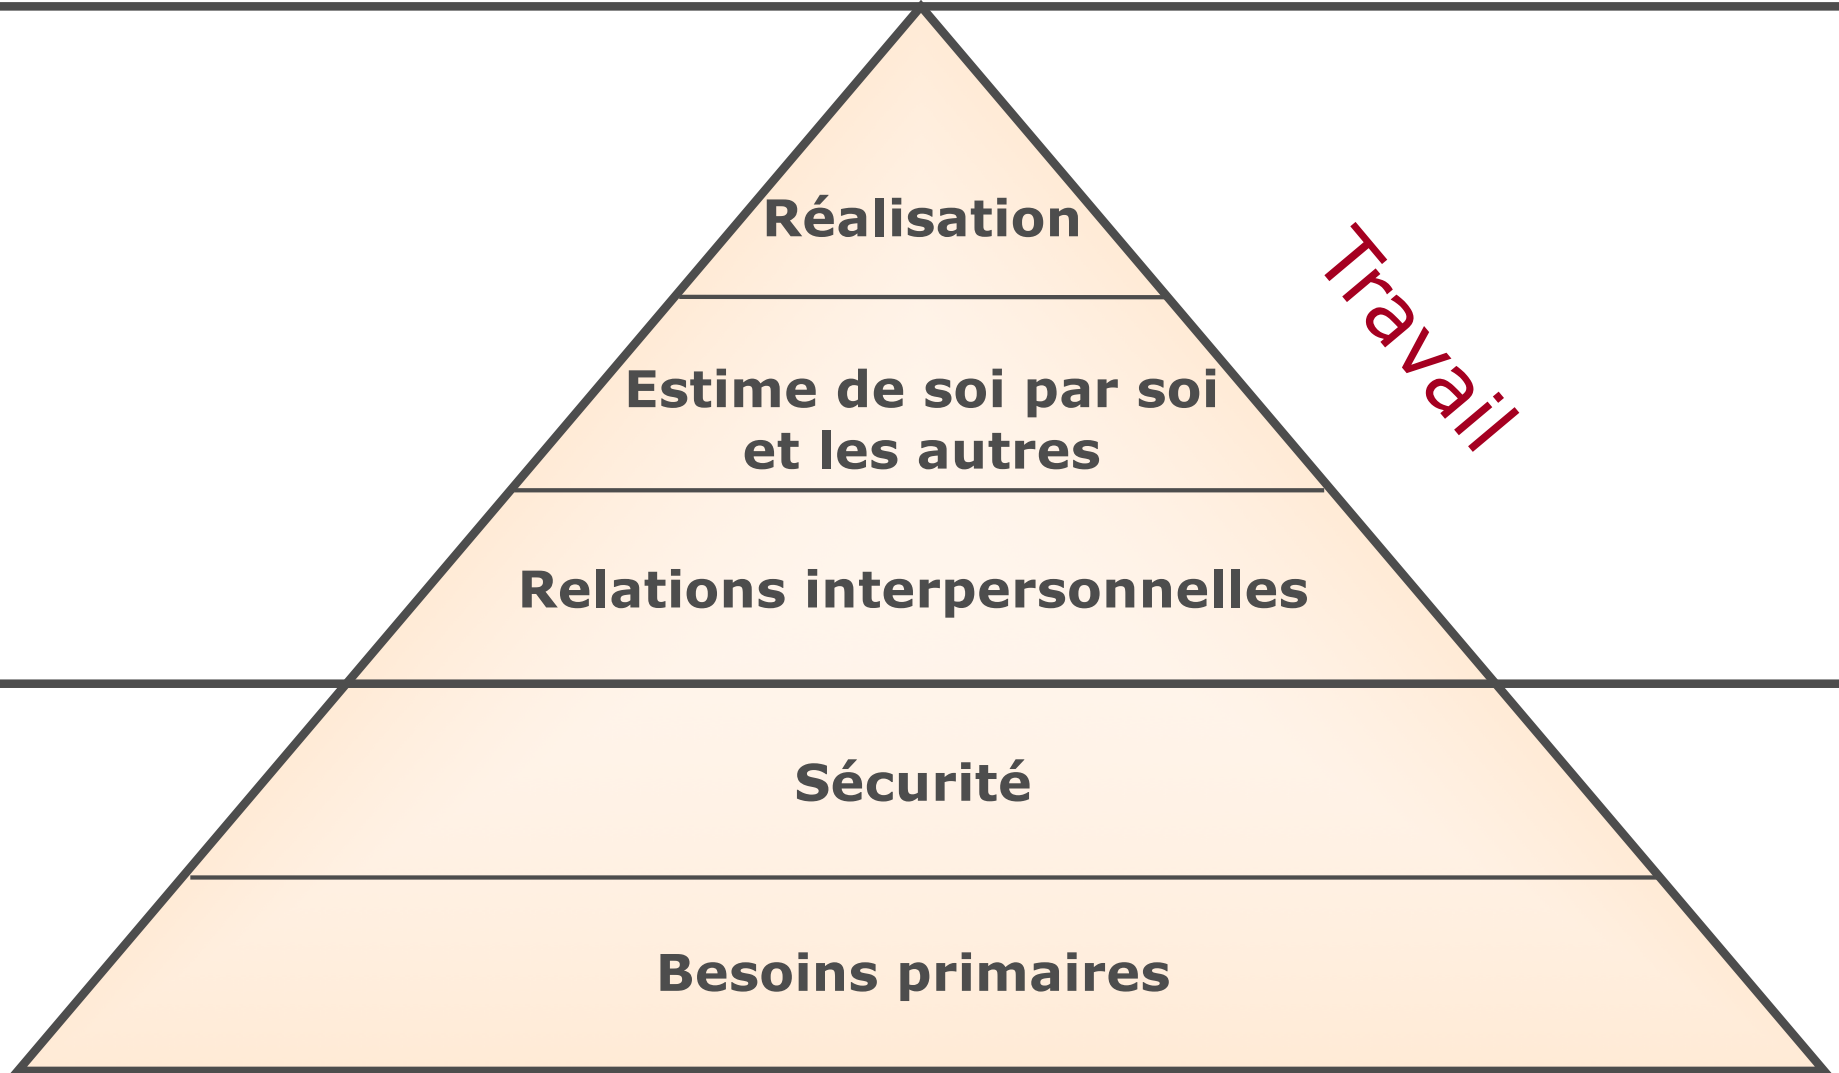 Réalisation
Travail
Estime de soi par soi
et les autres
Relations interpersonnelles
Sécurité
Besoins primaires